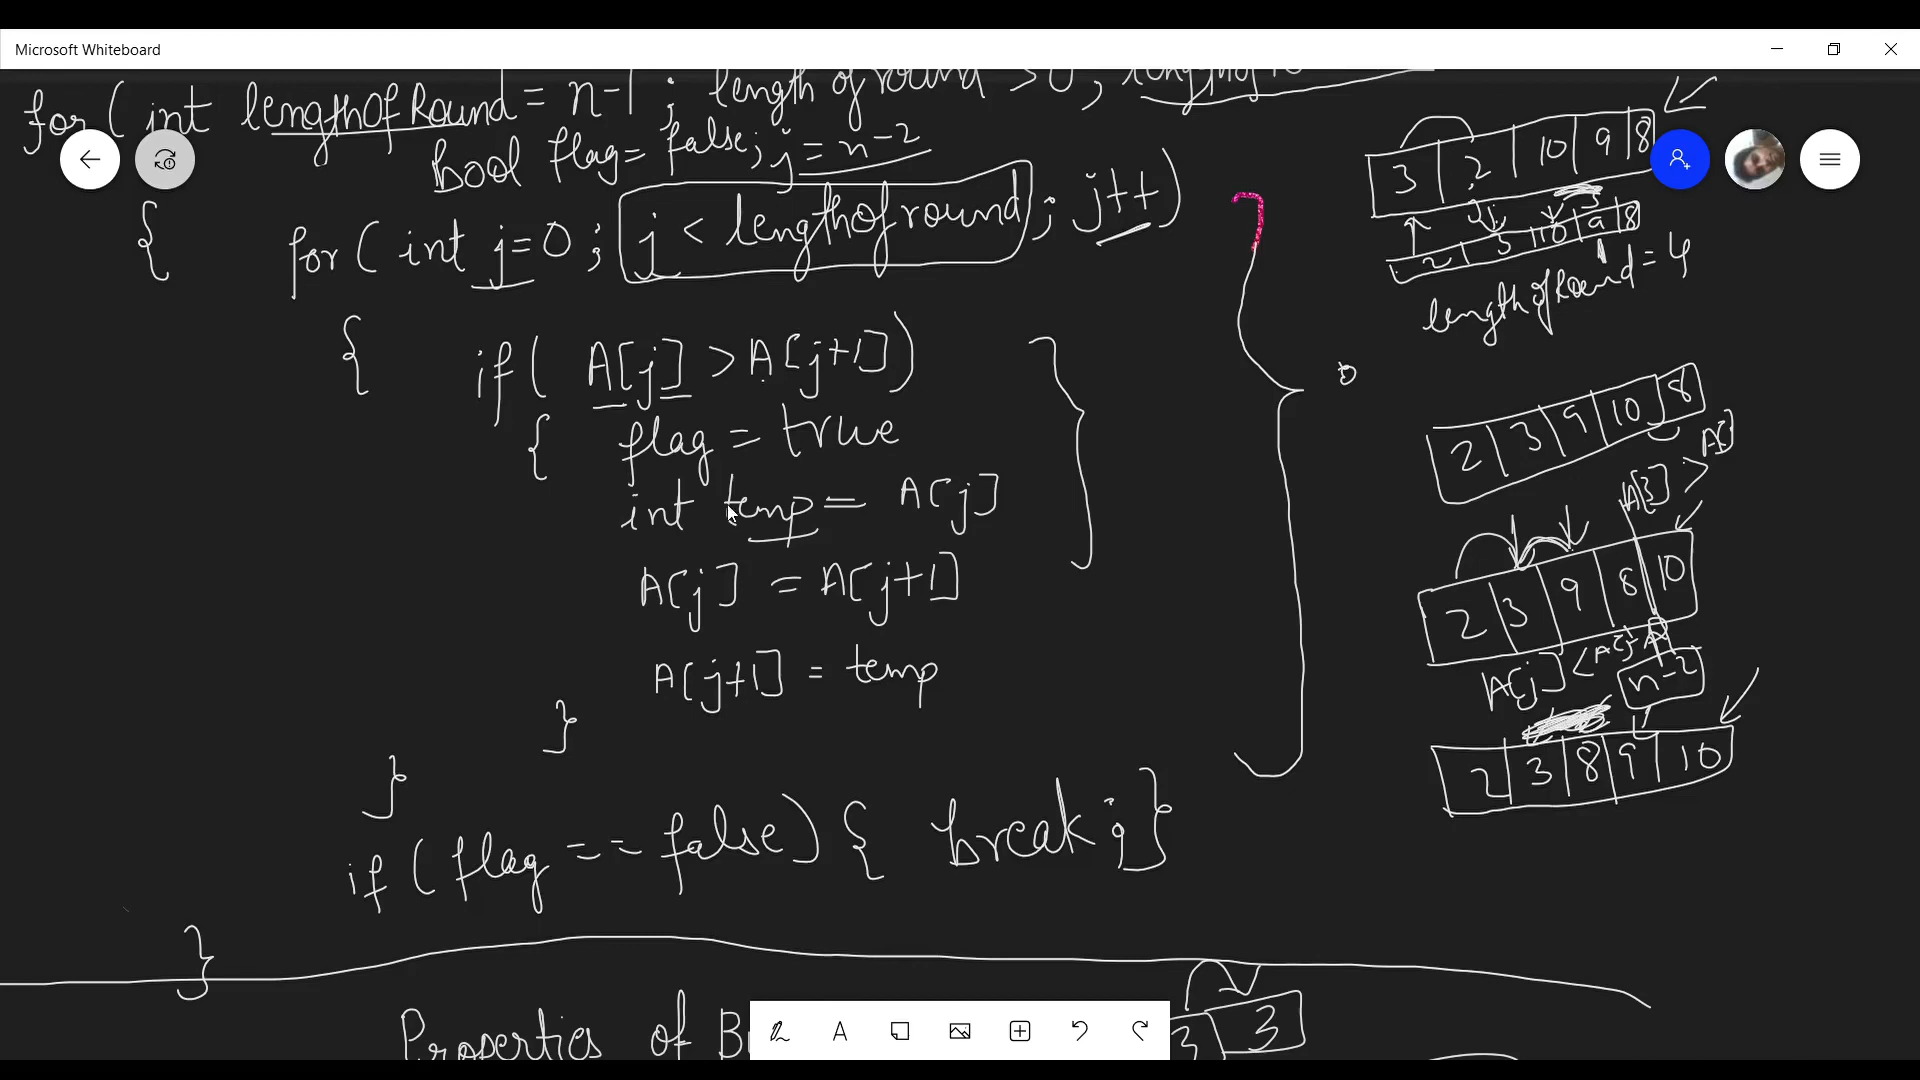 Microsoft Whiteboard
for ( int lengthOfRound = n-1 ; length of round > 0 ;
bool flag = false; j = n-2
{
for ( int j=0 ; j < lengthofround ; j++ )
{ if ( A[j] > A[j+1] )
{ flag = true
int temp = A[j]
A[j] = A[j+1]
A[j+1] = temp
}
}
if ( flag == false ) { break ; }
}
Properties of
3 3
3 2 10 9 8
2 3 10 9 8
lengthofRound = 4
2 3 9 10 8
A[3] >
2 3 9 8 10
A[j] <
n-2
2 3 8 9 10